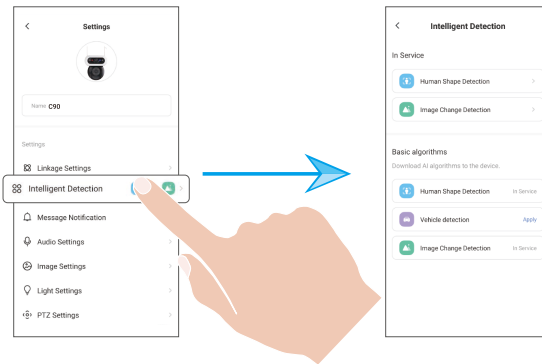 Settings
Name C90
Settings
Linkage Settings
Intelligent Detection
Message Notification
Audio Settings
Image Settings
Light Settings
PTZ Settings
Intelligent Detection
In Service
Human Shape Detection
Image Change Detection
Basic algorithms
Download AI algorithms to the device.
Human Shape Detection In Service
Vehicle detection Apply
Image Change Detection In Service